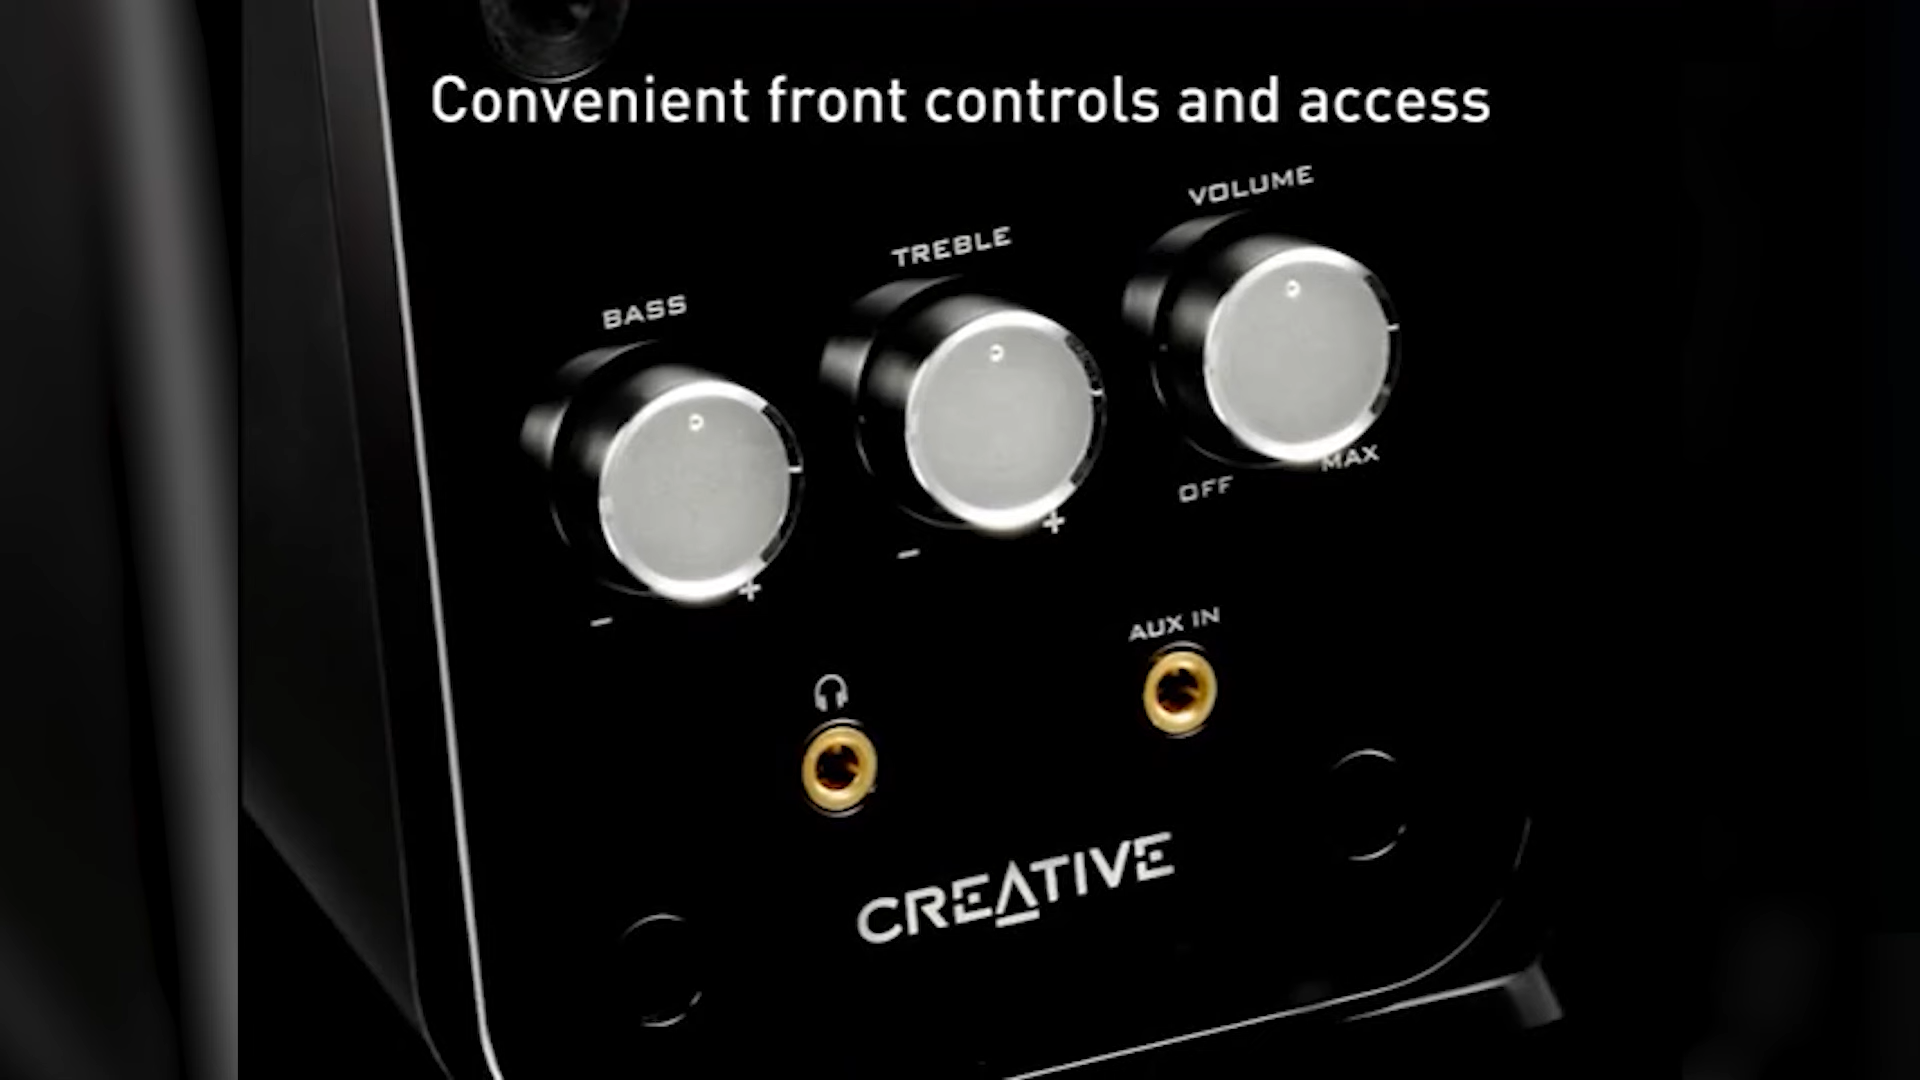 Convenient front controls and access
VOLUME
TREBLE
BASS
OFF
MAX
- +
- +
AUX IN
CREATIVE